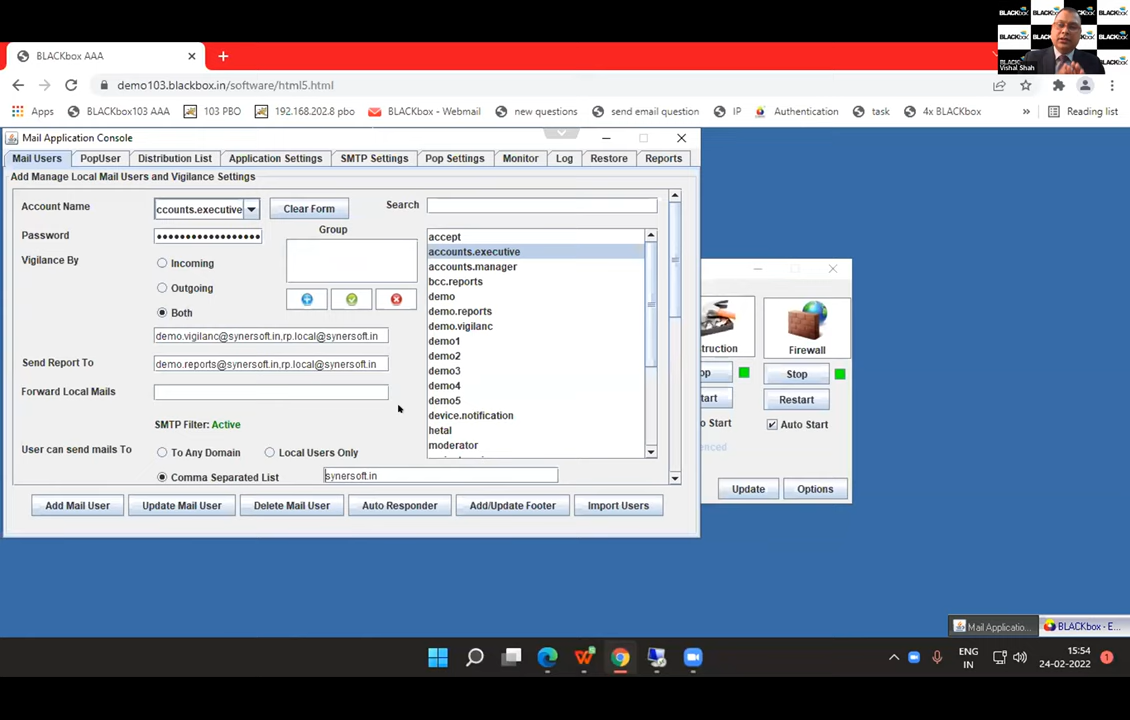 BLACKbox AAA
demo103.blackbox.in/software/html5.html
Apps
BLACKbox103 AAA
103 PBO
192.168.202.8 pbo
BLACKbox - Webmail
new questions
send email question
IP
Authentication
task
4x BLACKbox
»
Reading list
Vishal Shah
Mail Application Console
Mail Users
PopUser
Distribution List
Application Settings
SMTP Settings
Pop Settings
Monitor
Log
Restore
Reports
Add Manage Local Mail Users and Vigilance Settings
Account Name
ccounts.executive
Clear Form
Search
Password
Group
Vigilance By
Incoming
Outgoing
Both
demo.vigilanc@synersoft.in,rp.local@synersoft.in
Send Report To
demo.reports@synersoft.in,rp.local@synersoft.in
Forward Local Mails
SMTP Filter: Active
User can send mails To
To Any Domain
Local Users Only
Comma Separated List
synersoft.in
accept
accounts.executive
accounts.manager
bcc.reports
demo
demo.reports
demo.vigilanc
demo1
demo2
demo3
demo4
demo5
device.notification
hetal
moderator
Add Mail User
Update Mail User
Delete Mail User
Auto Responder
Add/Update Footer
Import Users
ruction
Firewall
op
Stop
tart
Restart
o Start
Auto Start
enced
Update
Options
Mail Applicatio...
BLACKbox - E...
ENG
IN
15:54
24-02-2022
1